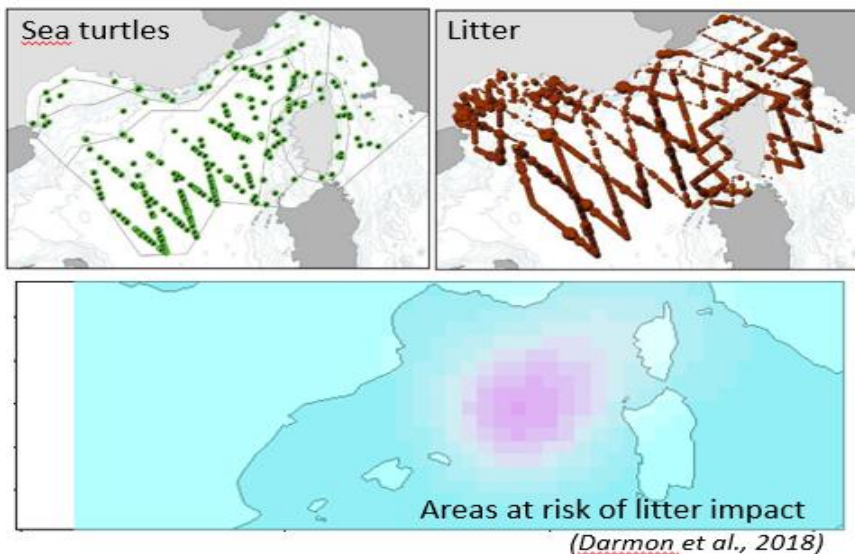 Sea turtles
Litter
Areas at risk of litter impact
(Darmon et al., 2018)